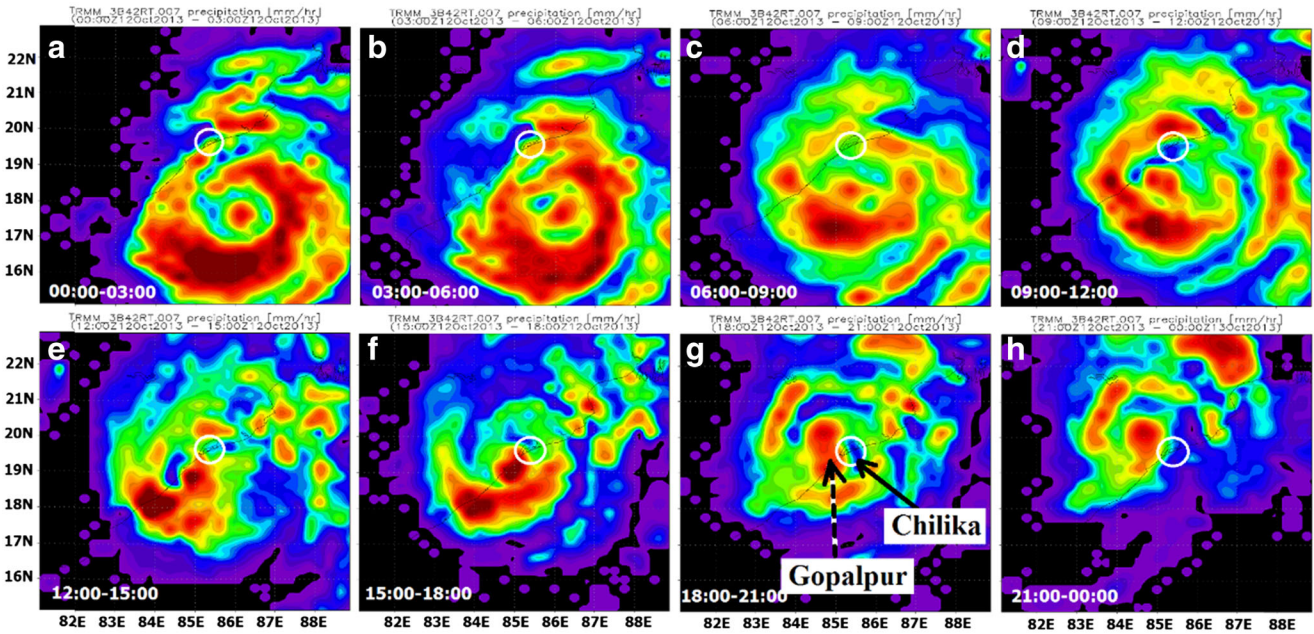 TRMM_3B42RT.007 precipitation [mm/hr]
(00:00Z12Oct2013 – 03:00Z12Oct2013)
TRMM_3B42RT.007 precipitation [mm/hr]
(03:00Z12Oct2013 – 06:00Z12Oct2013)
TRMM_3B42RT.007 precipitation [mm/hr]
(06:00Z12Oct2013 – 09:00Z12Oct2013)
TRMM_3B42RT.007 precipitation [mm/hr]
(09:00Z12Oct2013 – 12:00Z12Oct2013)
a
b
c
d
22N
21N
20N
19N
18N
17N
16N
00:00-03:00
03:00-06:00
06:00-09:00
09:00-12:00
TRMM_3B42RT.007 precipitation [mm/hr]
(12:00Z12Oct2013 – 15:00Z12Oct2013)
TRMM_3B42RT.007 precipitation [mm/hr]
(15:00Z12Oct2013 – 18:00Z12Oct2013)
TRMM_3B42RT.007 precipitation [mm/hr]
(18:00Z12Oct2013 – 21:00Z12Oct2013)
TRMM_3B42RT.007 precipitation [mm/hr]
(21:00Z12Oct2013 – 00:00Z13Oct2013)
e
f
g
h
22N
21N
20N
19N
18N
17N
16N
Chilika
Gopalpur
12:00-15:00
15:00-18:00
18:00-21:00
21:00-00:00
82E 83E 84E 85E 86E 87E 88E
82E 83E 84E 85E 86E 87E 88E
82E 83E 84E 85E 86E 87E 88E
82E 83E 84E 85E 86E 87E 88E